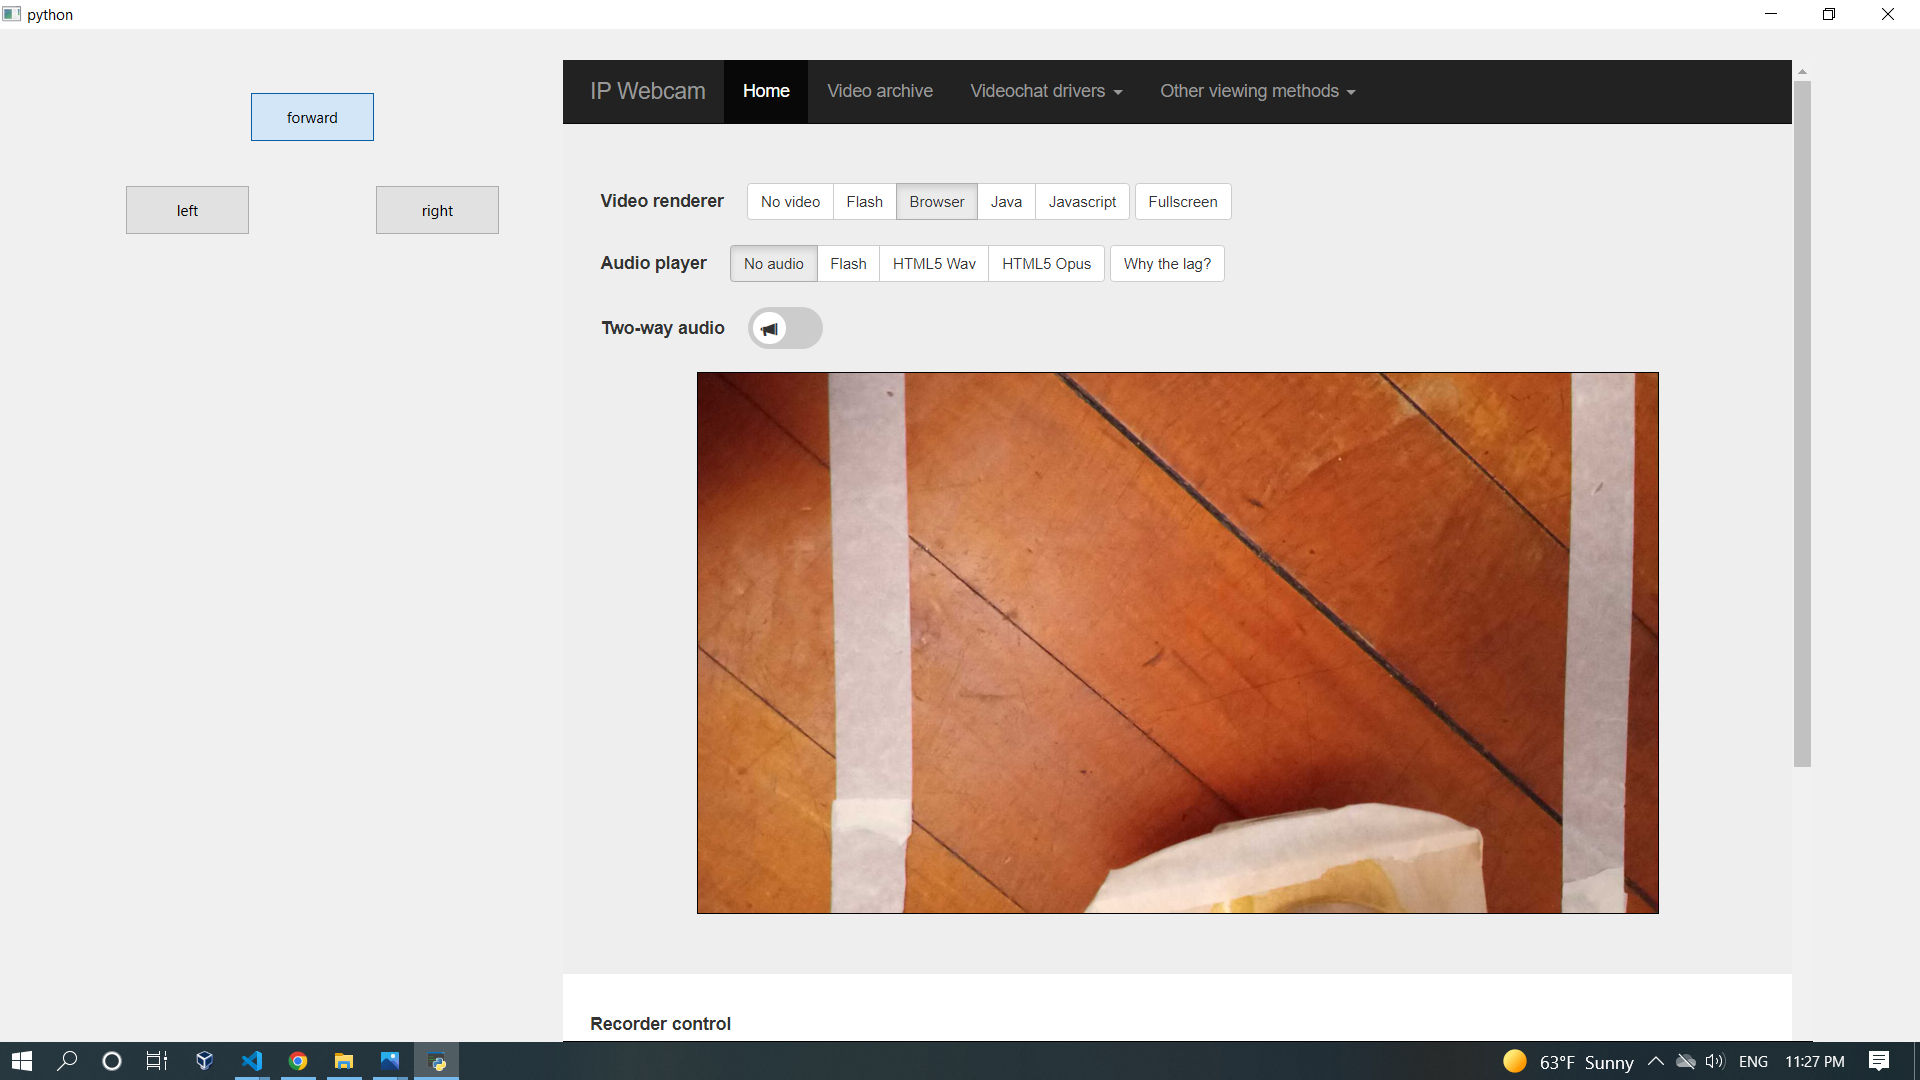 python
forward
left
right
IP Webcam Home Video archive Videochat drivers Other viewing methods
Video renderer No video Flash Browser Java Javascript Fullscreen
Audio player No audio Flash HTML5 Wav HTML5 Opus Why the lag?
Two-way audio
Recorder control
63°F Sunny ENG 11:27 PM